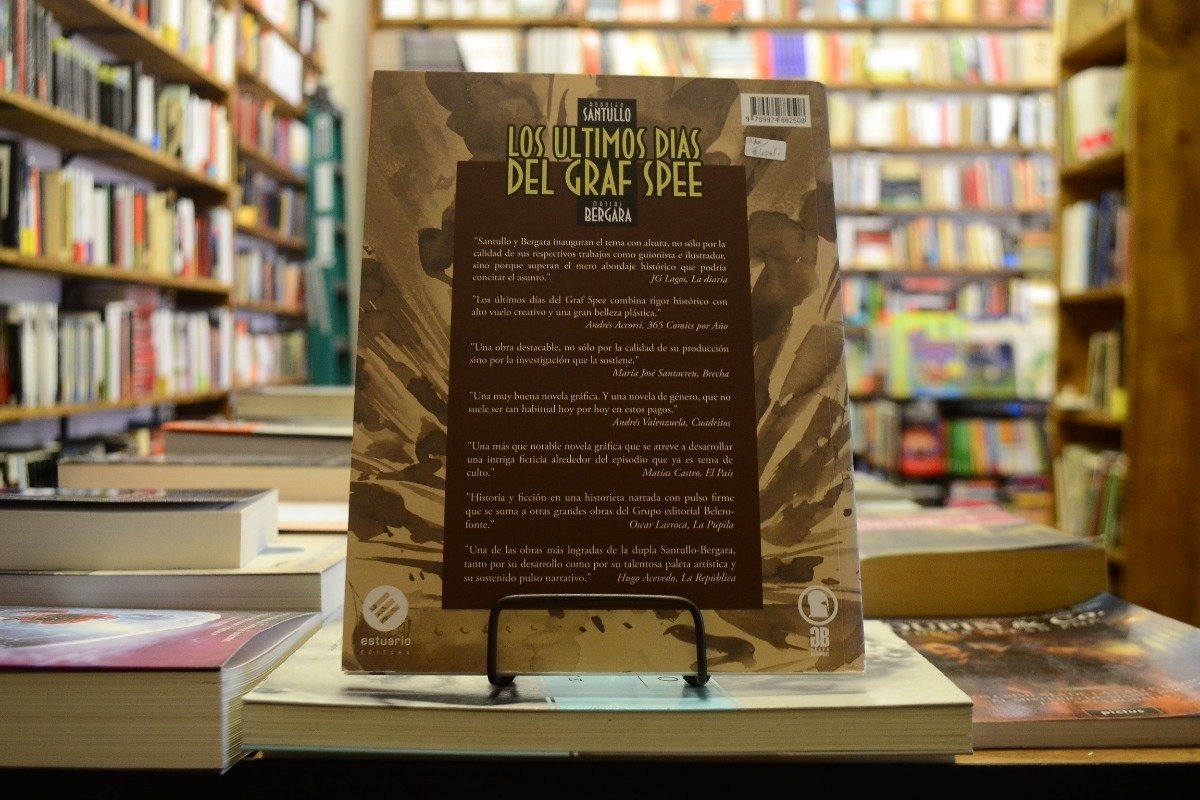 RODOLFO
SANTULLO
LOS ULTIMOS DIAS
DEL GRAF SPEE
MATIAS
BERGARA
"Santullo y Bergara inauguran el tema con altura, no sólo por la
calidad de sus respectivos trabajos como guionista e ilustrador,
sino porque superan el mero abordaje histórico que podría
concitar el asunto." JG Lagos, La diaria
"Los últimos días del Graf Spee combina rigor histórico con
alto vuelo creativo y una gran belleza plástica."
Andrés Accorsi, 365 Comics por Año
"Una obra destacable, no sólo por la calidad de su producción
sino por la investigación que la sostiene."
María José Santacreu, Brecha
"Una muy buena novela gráfica. Y una novela de género, que no
suele ser tan habitual hoy por hoy en estos pagos."
Andrés Valenzuela, Cuadritos
"Una más que notable novela gráfica que se atreve a desarrollar
una intriga ficticia alrededor del episodio que ya es tema de
culto." Matías Castro, El País
"Historia y ficción en una historieta narrada con pulso firme
que se suma a otras grandes obras del Grupo editorial Belero-
fonte." Oscar Larroca, La Pupila
"Una de las obras más logradas de la dupla Santullo-Bergara,
tanto por su desarrollo como por su talentosa paleta artística y
su sostenido pulso narrativo." Hugo Acevedo, La República
estuario
EDITORA
pictus